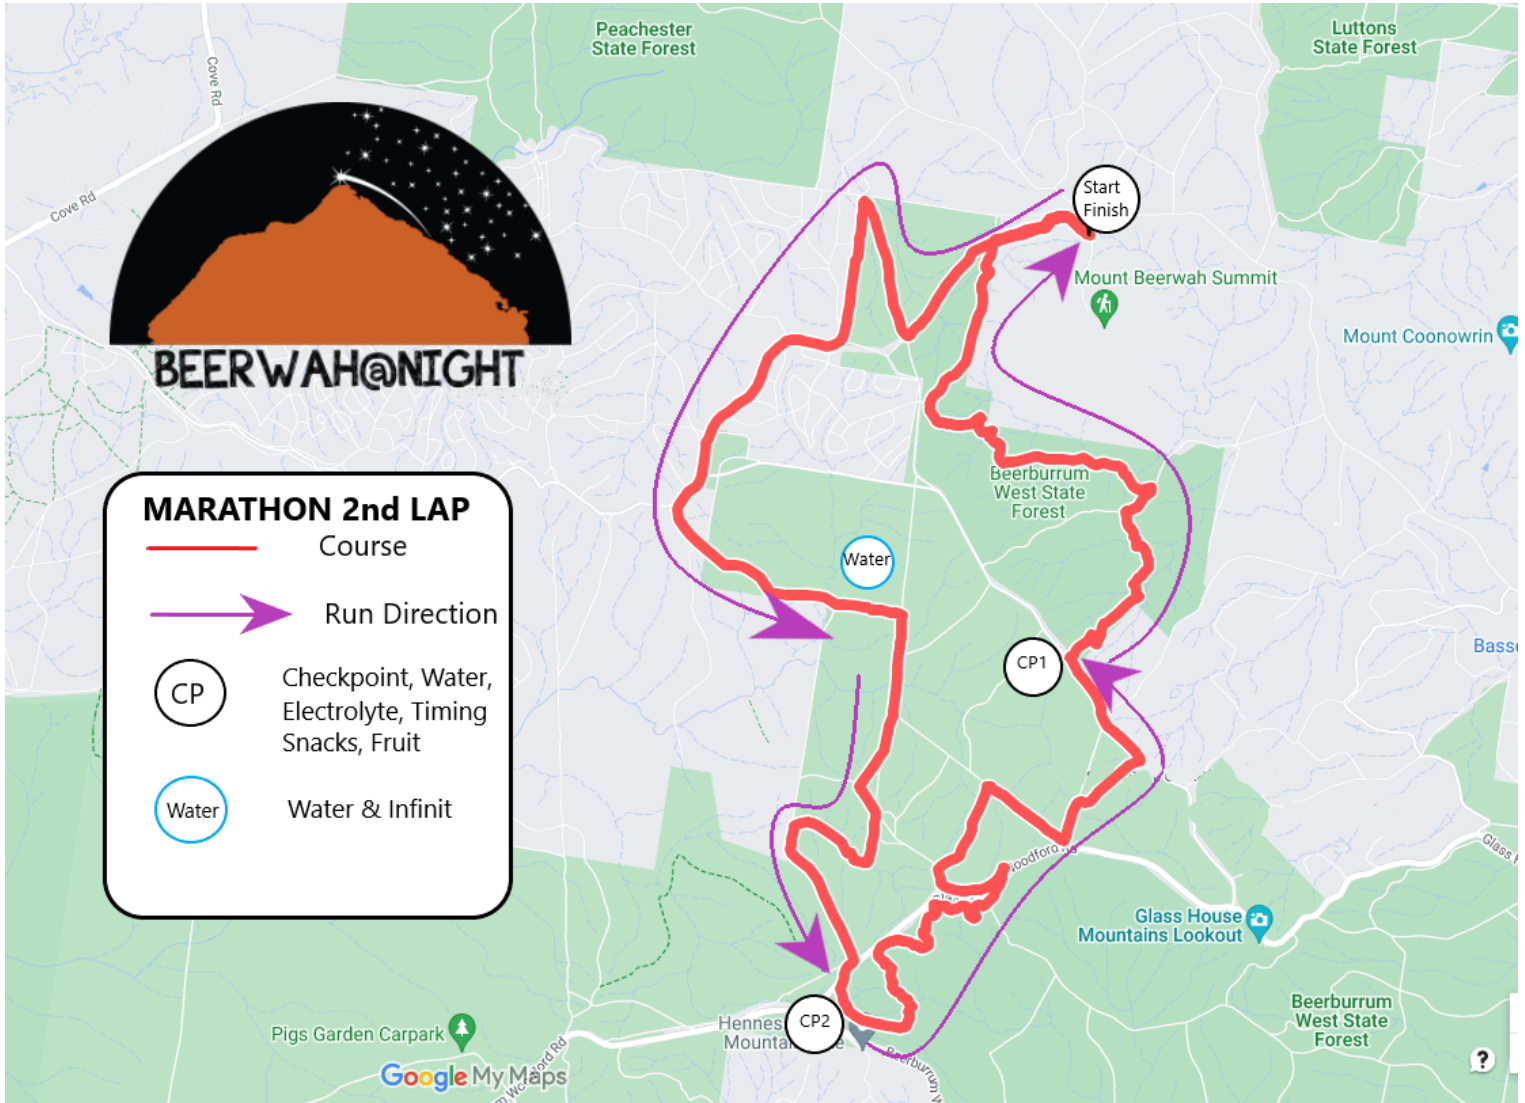 Peachester
State Forest
Luttons
State Forest
Cove Rd
Cove Rd
Start
Finish
Mount Beerwah Summit
Mount Coonowrin
BEERWAH@NIGHT
MARATHON 2nd LAP
Course
Run Direction
CP
Checkpoint, Water,
Electrolyte, Timing
Snacks, Fruit
Water
Water & Infinit
Beerburrum
West State
Forest
Water
CP1
Glass House
Mountains Lookout
CP2
Pigs Garden Carpark
Beerburrum
West State
Forest
Beerburrum
Google My Maps
?